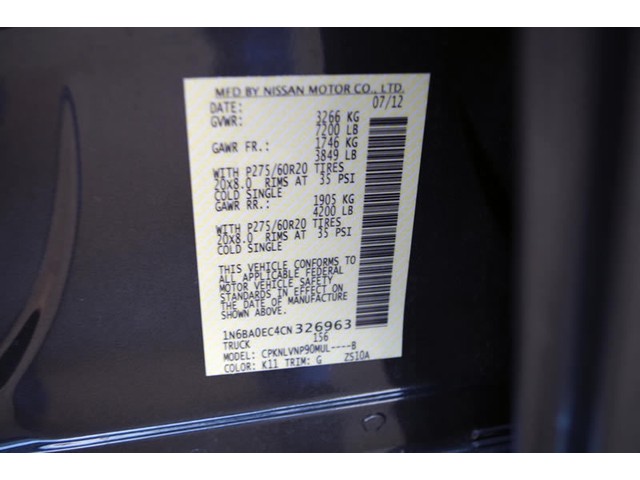 MFD BY NISSAN MOTOR CO., LTD.
DATE: 07/12
GVWR: 3266 KG
7200 LB
GAWR FR.: 1746 KG
3849 LB
WITH P275/60R20 TIRES
20X8.0 RIMS AT 35 PSI
COLD SINGLE
GAWR RR.: 1905 KG
4200 LB
WITH P275/60R20 TIRES
20X8.0 RIMS AT 35 PSI
COLD SINGLE
THIS VEHICLE CONFORMS TO
ALL APPLICABLE FEDERAL
MOTOR VEHICLE SAFETY
STANDARDS IN EFFECT ON
THE DATE OF MANUFACTURE
SHOWN ABOVE.
1N6BA0EC4CN326963
TRUCK 156
MODEL: CPKNLVNP90MUL----B
COLOR: K11 TRIM: G ZS10A